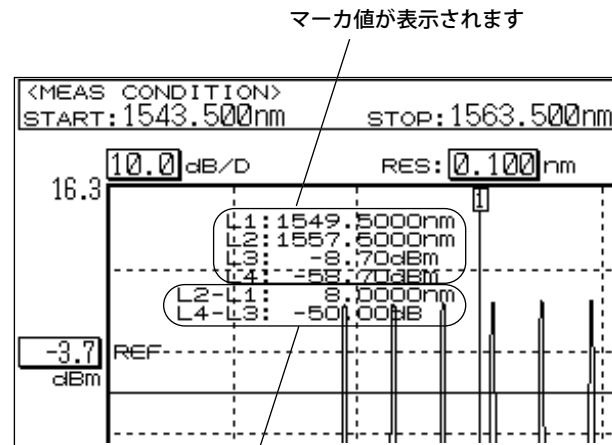 マーカ値が表示されます
<MEAS CONDITION>
START:1543.500nm STOP:1563.500nm
10.0 dB/D RES: 0.100 nm
16.3
1
L1:1549.5000nm
L2:1557.5000nm
L3: -8.70dBm
L4: -58.70dBm
L2-L1: 8.0000nm
L4-L3: -50.00dB
-3.7 REF
dBm